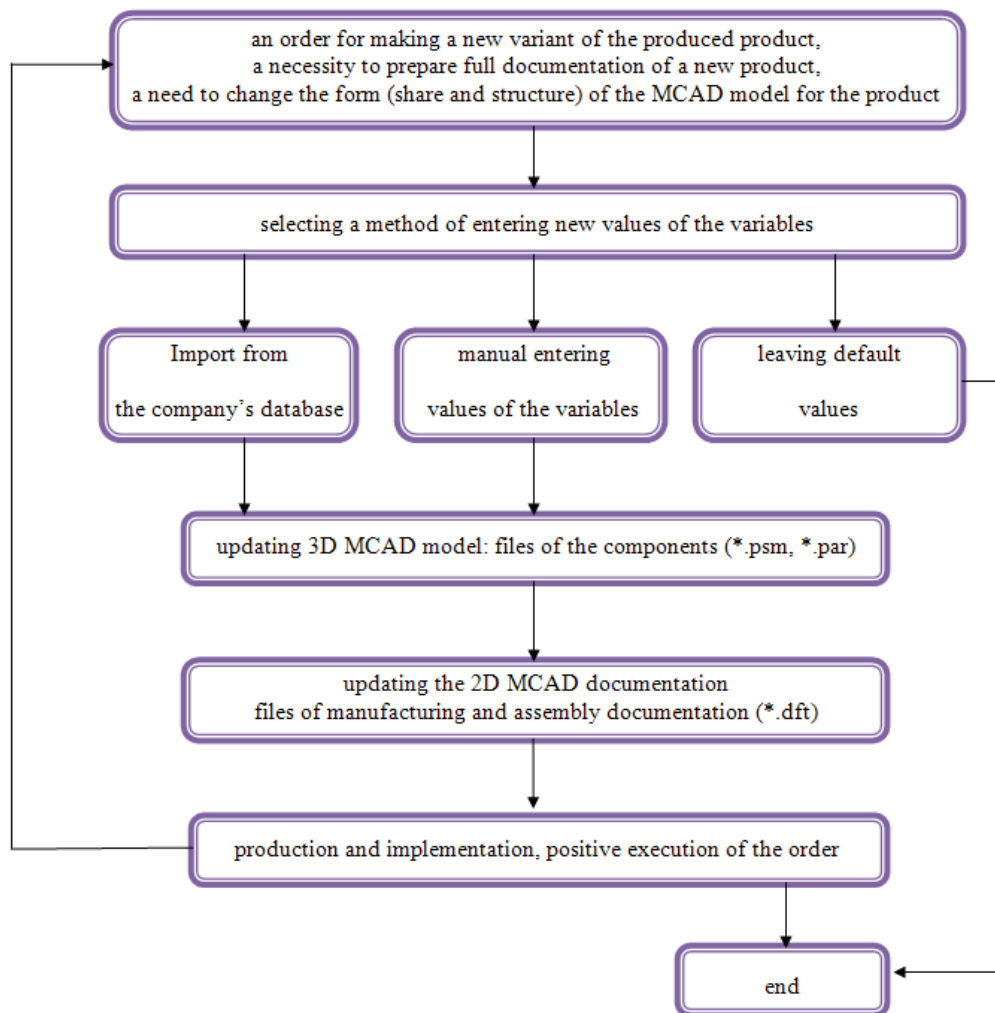 an order for making a new variant of the produced product,
a necessity to prepare full documentation of a new product,
a need to change the form (share and structure) of the MCAD model for the product
selecting a method of entering new values of the variables
Import from
the company’s database
manual entering
values of the variables
leaving default
values
updating 3D MCAD model: files of the components (*.psm, *.par)
updating the 2D MCAD documentation
files of manufacturing and assembly documentation (*.dft)
production and implementation, positive execution of the order
end